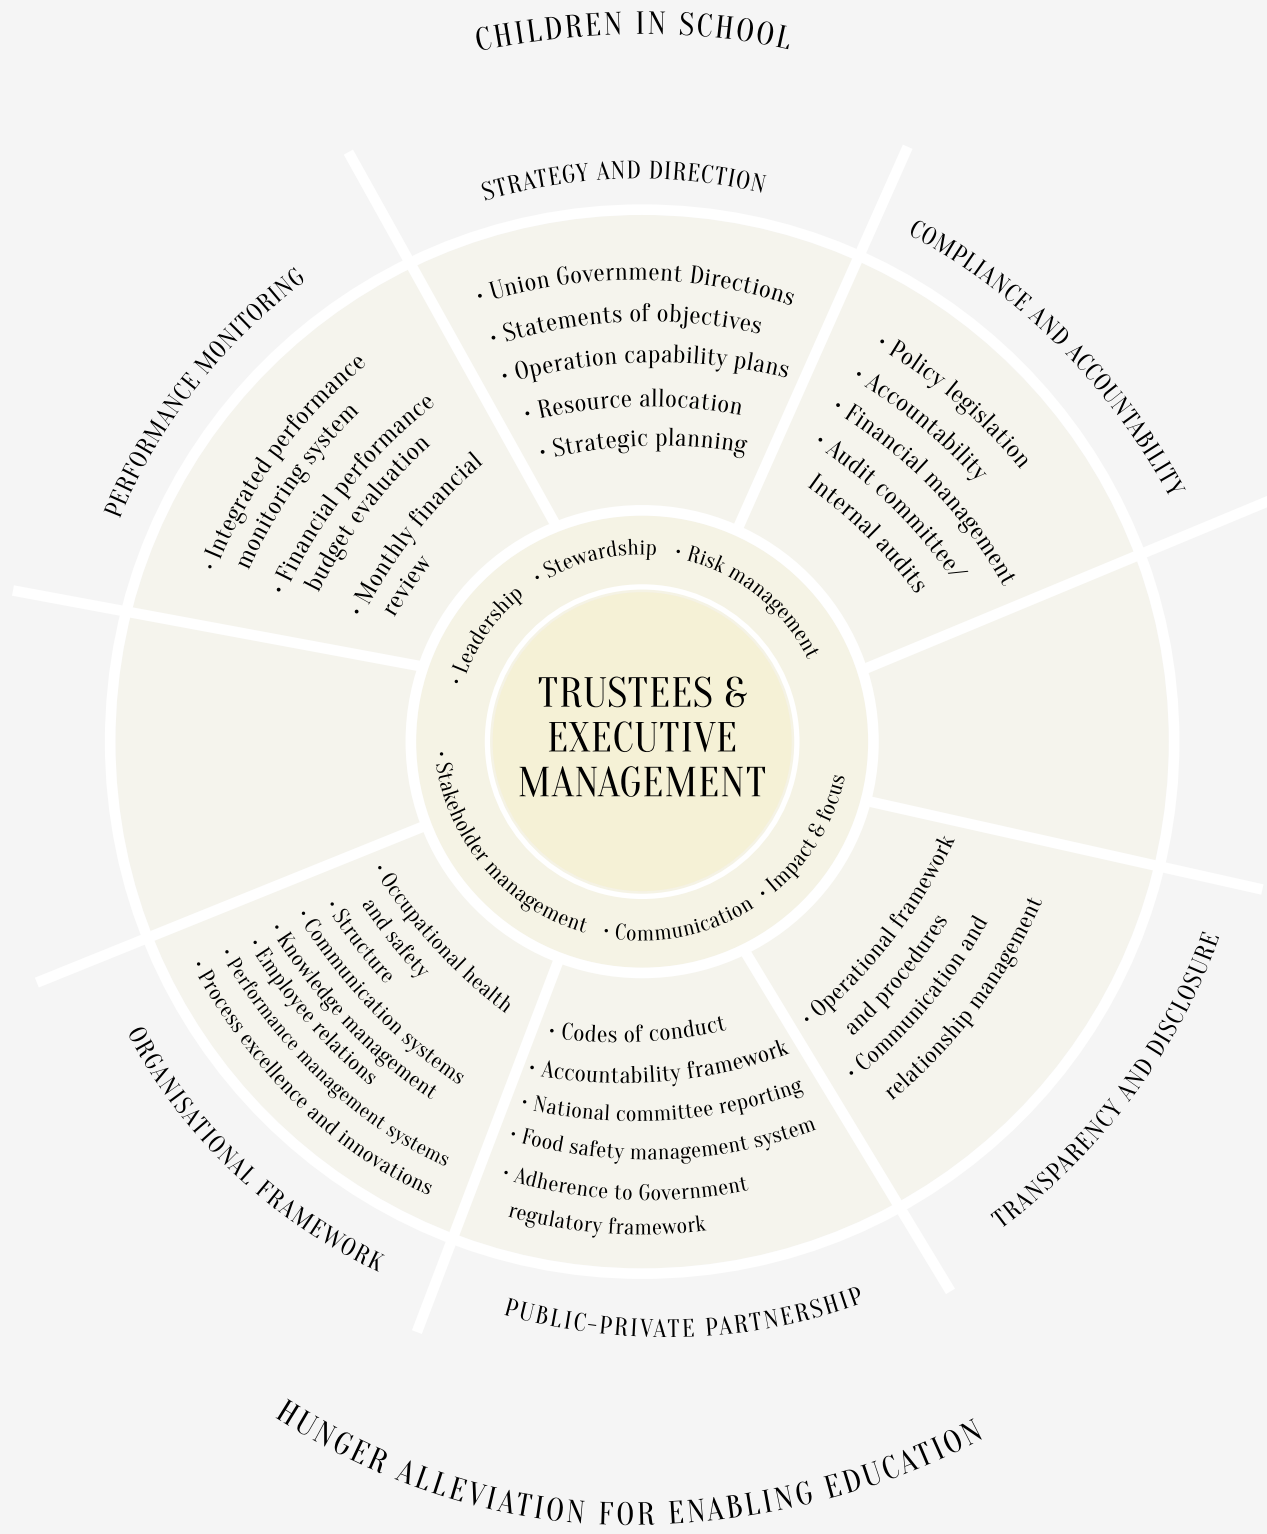 CHILDREN IN SCHOOL
STRATEGY AND DIRECTION
· Union Government Directions
· Statements of objectives
· Operation capability plans
· Resource allocation
· Strategic planning
COMPLIANCE AND ACCOUNTABILITY
· Policy legislation
· Accountability
· Financial management
· Audit committee/
Internal audits
PERFORMANCE MONITORING
· Integrated performance
monitoring system
· Financial performance
budget evaluation
· Monthly financial
review
· Leadership
· Stewardship
· Risk management
TRUSTEES &
EXECUTIVE
MANAGEMENT
· Stakeholder management
· Communication
· Impact & focus
· Occupational health
and safety
· Structure
· Communication systems
· Knowledge management
· Employee relations
· Performance management systems
· Process excellence and innovations
ORGANISATIONAL FRAMEWORK
· Codes of conduct
· Accountability framework
· National committee reporting
· Food safety management system
· Adherence to Government
regulatory framework
PUBLIC-PRIVATE PARTNERSHIP
· Operational framework
and procedures
· Communication and
relationship management
TRANSPARENCY AND DISCLOSURE
HUNGER ALLEVIATION FOR ENABLING EDUCATION